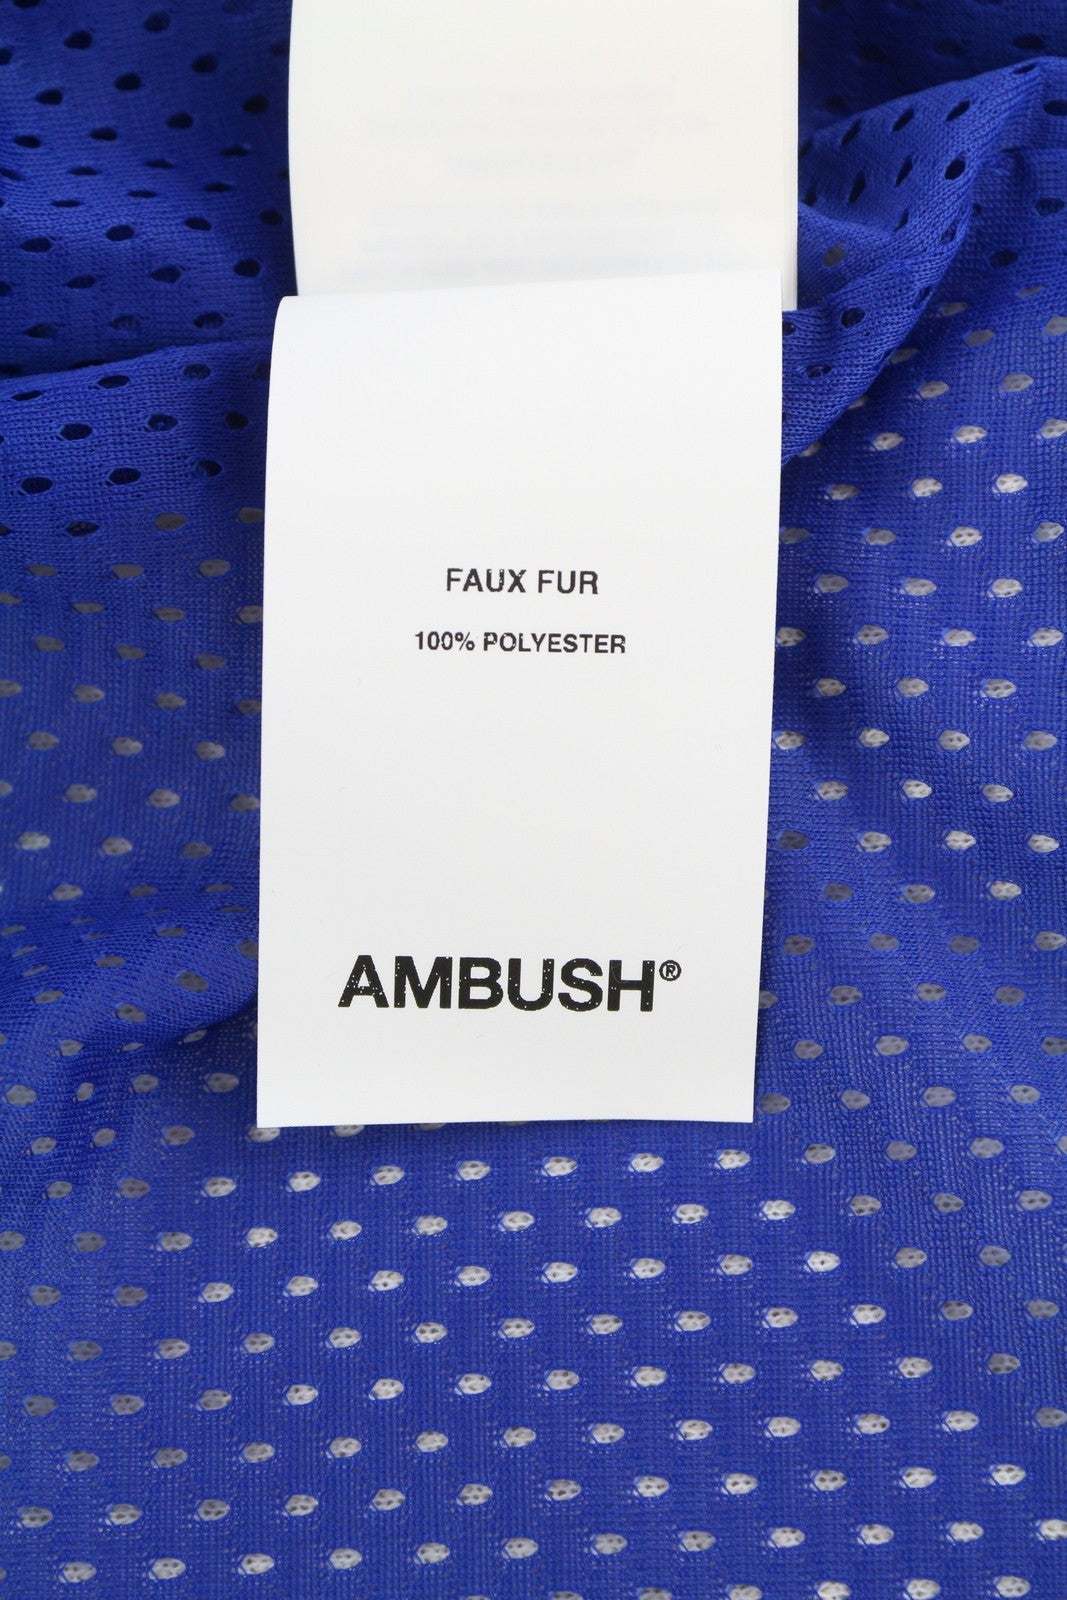 FAUX FUR
100% POLYESTER
AMBUSH®